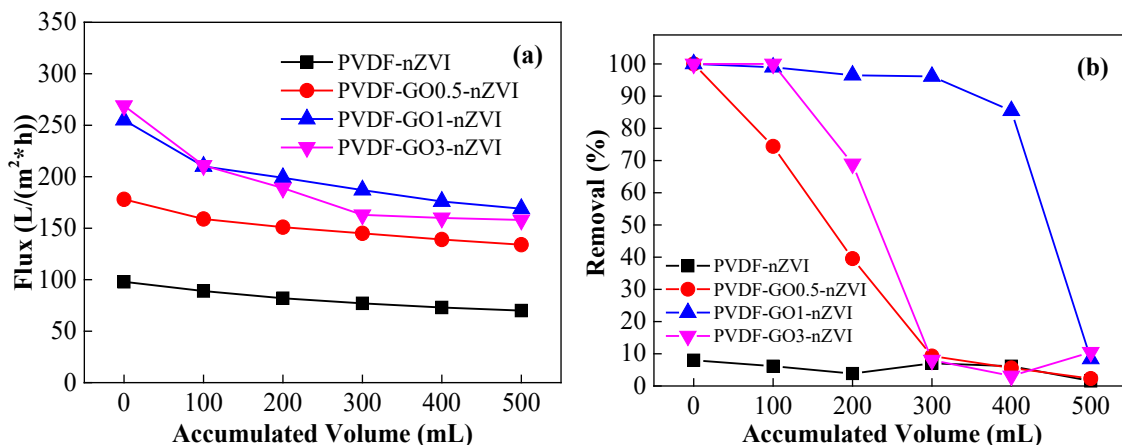 (a)
PVDF-nZVI
PVDF-GO0.5-nZVI
PVDF-GO1-nZVI
PVDF-GO3-nZVI
Flux (L/(m²*h))
350
300
250
200
150
100
50
0
0 100 200 300 400 500
Accumulated Volume (mL)
(b)
Removal (%)
100
90
80
70
60
50
40
30
20
10
0
PVDF-nZVI
PVDF-GO0.5-nZVI
PVDF-GO1-nZVI
PVDF-GO3-nZVI
0 100 200 300 400 500
Accumulated Volume (mL)